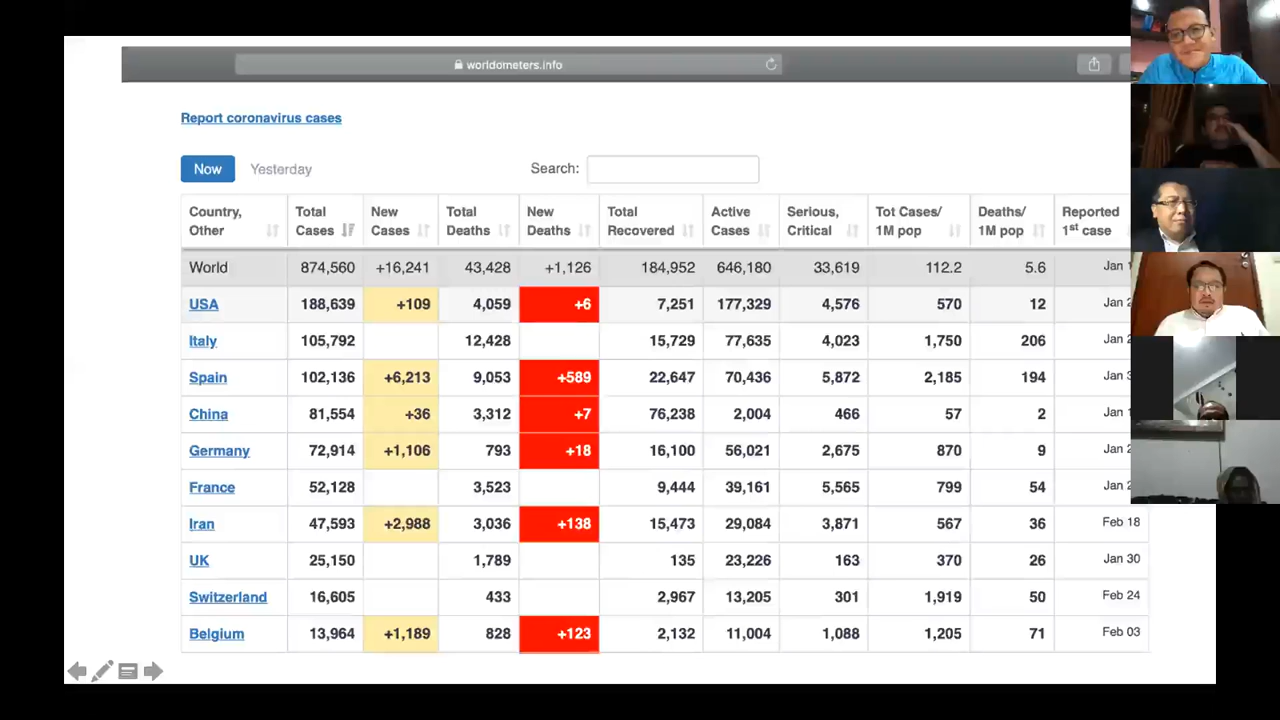 worldometers.info
Report coronavirus cases
Now Yesterday Search:
Country, Other Total Cases New Cases Total Deaths New Deaths Total Recovered Active Cases Serious, Critical Tot Cases/ 1M pop Deaths/ 1M pop Reported 1st case
World 874,560 +16,241 43,428 +1,126 184,952 646,180 33,619 112.2 5.6 Jan
USA 188,639 +109 4,059 +6 7,251 177,329 4,576 570 12 Jan
Italy 105,792 12,428 15,729 77,635 4,023 1,750 206 Jan
Spain 102,136 +6,213 9,053 +589 22,647 70,436 5,872 2,185 194 Jan
China 81,554 +36 3,312 +7 76,238 2,004 466 57 2 Jan
Germany 72,914 +1,106 793 +18 16,100 56,021 2,675 870 9 Jan
France 52,128 3,523 9,444 39,161 5,565 799 54 Jan
Iran 47,593 +2,988 3,036 +138 15,473 29,084 3,871 567 36 Feb 18
UK 25,150 1,789 135 23,226 163 370 26 Jan 30
Switzerland 16,605 433 2,967 13,205 301 1,919 50 Feb 24
Belgium 13,964 +1,189 828 +123 2,132 11,004 1,088 1,205 71 Feb 03